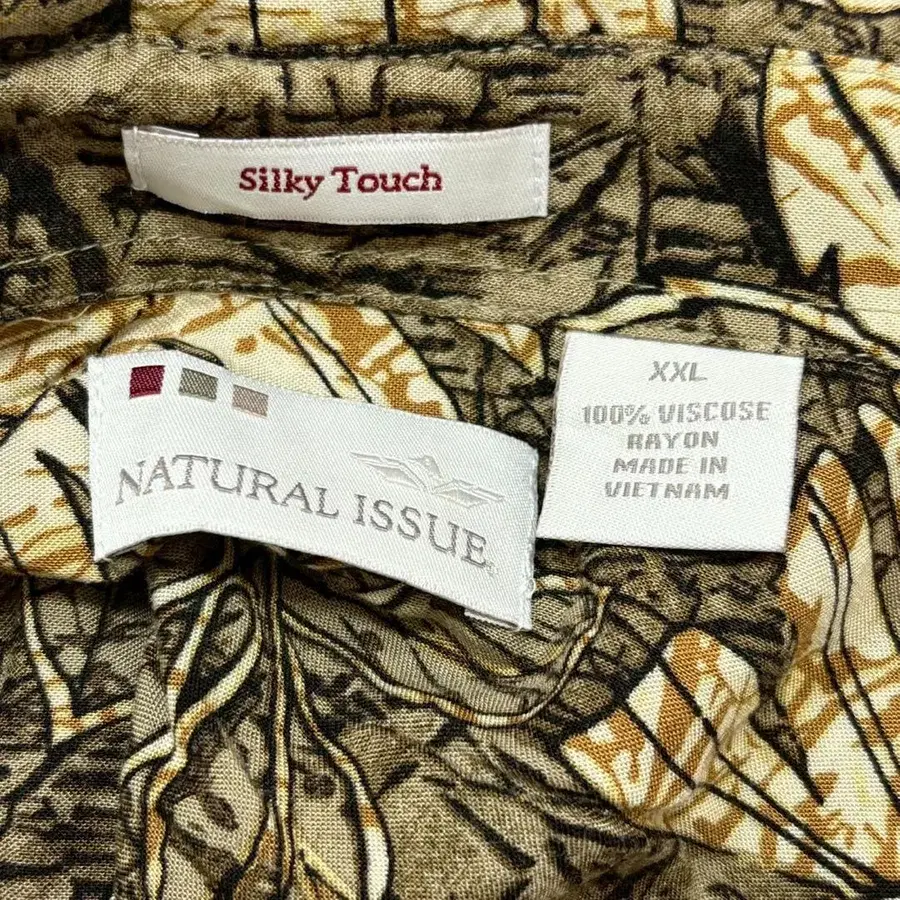 Silky Touch
NATURAL ISSUE
XXL
100% VISCOSE
RAYON
MADE IN
VIETNAM